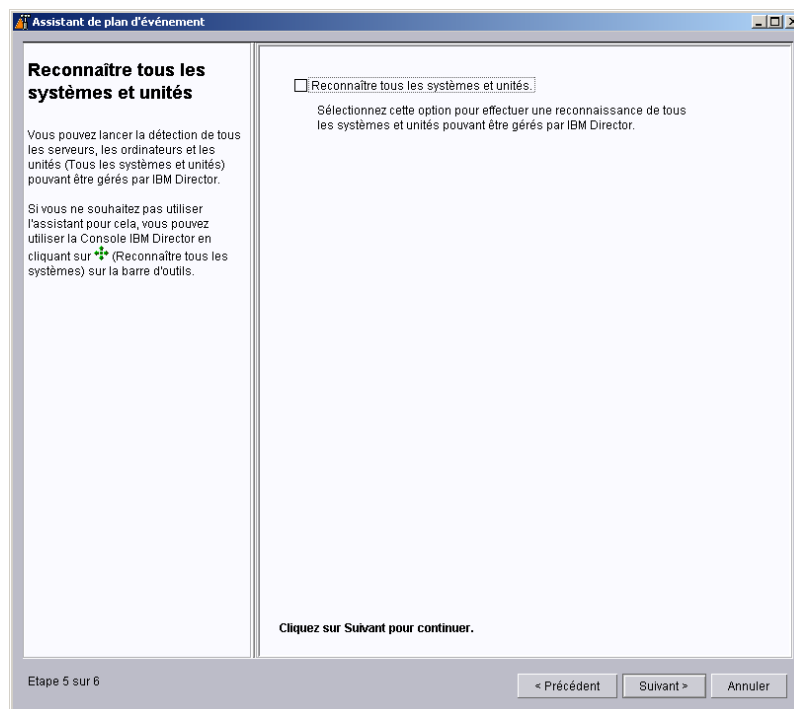 Assistant de plan d'événement
Reconnaître tous les
systèmes et unités
Vous pouvez lancer la détection de tous
les serveurs, les ordinateurs et les
unités (Tous les systèmes et unités)
pouvant être gérés par IBM Director.
Si vous ne souhaitez pas utiliser
l'assistant pour cela, vous pouvez
utiliser la Console IBM Director en
cliquant sur (Reconnaître tous les
systèmes) sur la barre d'outils.
Reconnaître tous les systèmes et unités.
Sélectionnez cette option pour effectuer une reconnaissance de tous
les systèmes et unités pouvant être gérés par IBM Director.
Cliquez sur Suivant pour continuer.
Etape 5 sur 6
< Précédent
Suivant >
Annuler